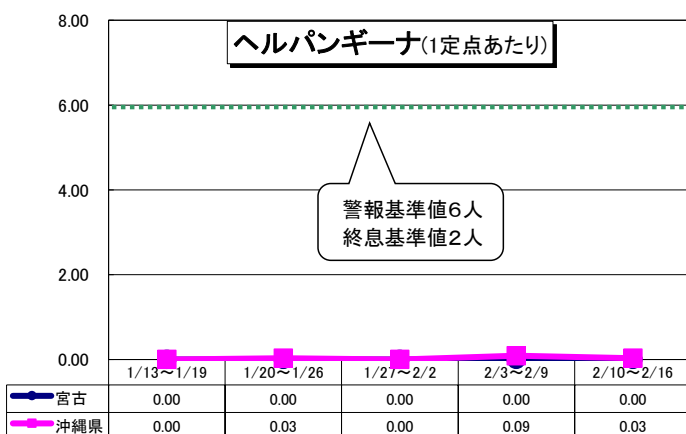 ヘルパンギーナ(1定点あたり)
8.00
6.00
4.00
2.00
0.00
警報基準値6人
終息基準値2人
1/13～1/19 1/20～1/26 1/27～2/2 2/3～2/9 2/10～2/16
宮古 0.00 0.00 0.00 0.00 0.00
沖縄県 0.00 0.03 0.00 0.09 0.03